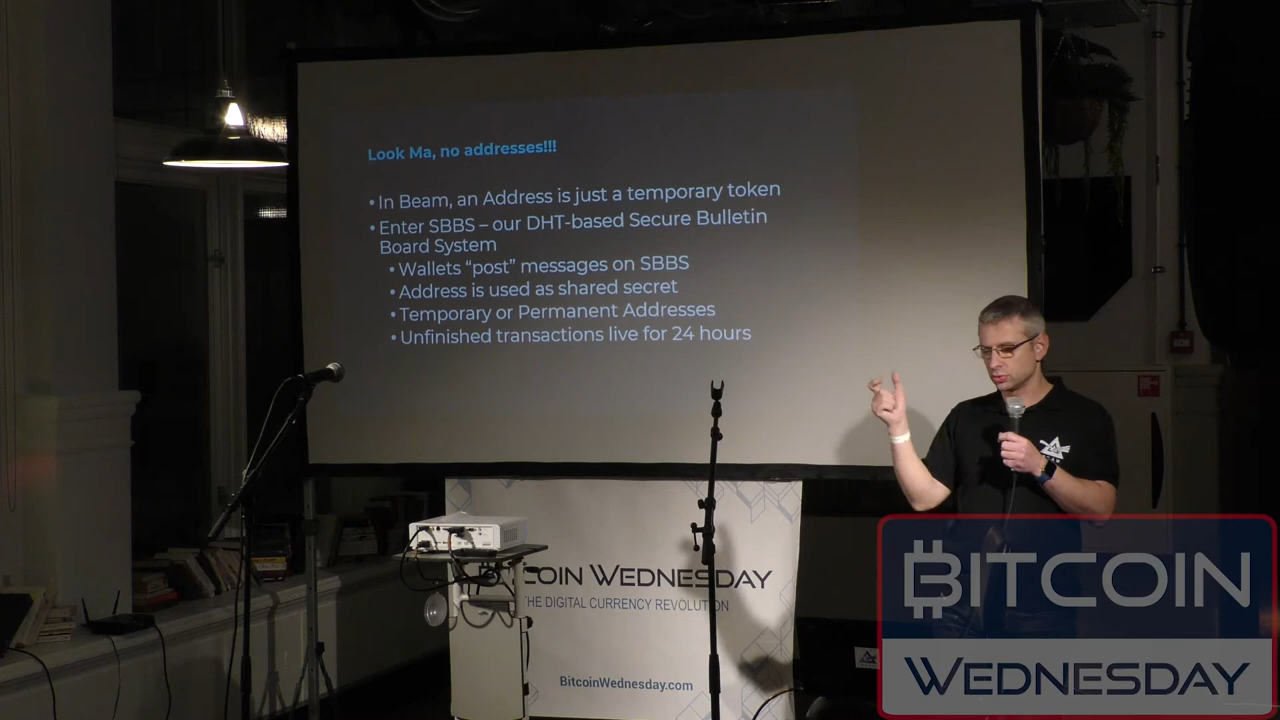 Look Ma, no addresses!!!
• In Beam, an Address is just a temporary token
• Enter SBBS – our DHT-based Secure Bulletin
Board System
• Wallets “post” messages on SBBS
• Address is used as shared secret
• Temporary or Permanent Addresses
• Unfinished transactions live for 24 hours
COIN WEDNESDAY
THE DIGITAL CURRENCY REVOLUTION
BitcoinWednesday.com
BITCOIN
WEDNESDAY